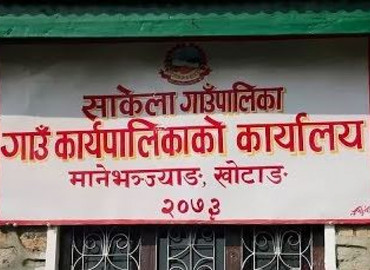 साकेला गाउँपालिका
गाउँ कार्यपालिकाको कार्यालय
मानेभञ्ज्याङ, खोटाङ
२०७३